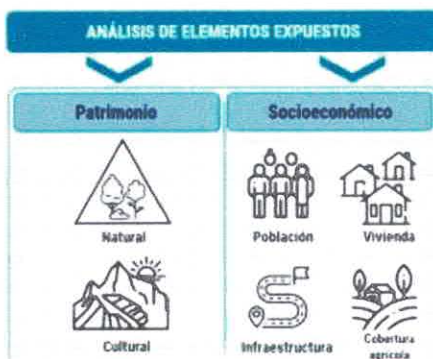 ANÁLISIS DE ELEMENTOS EXPUESTOS
Patrimonio
Socioeconómico
Natural
Población
Vivienda
Cultural
Infraestructura
Cobertura
agrícola